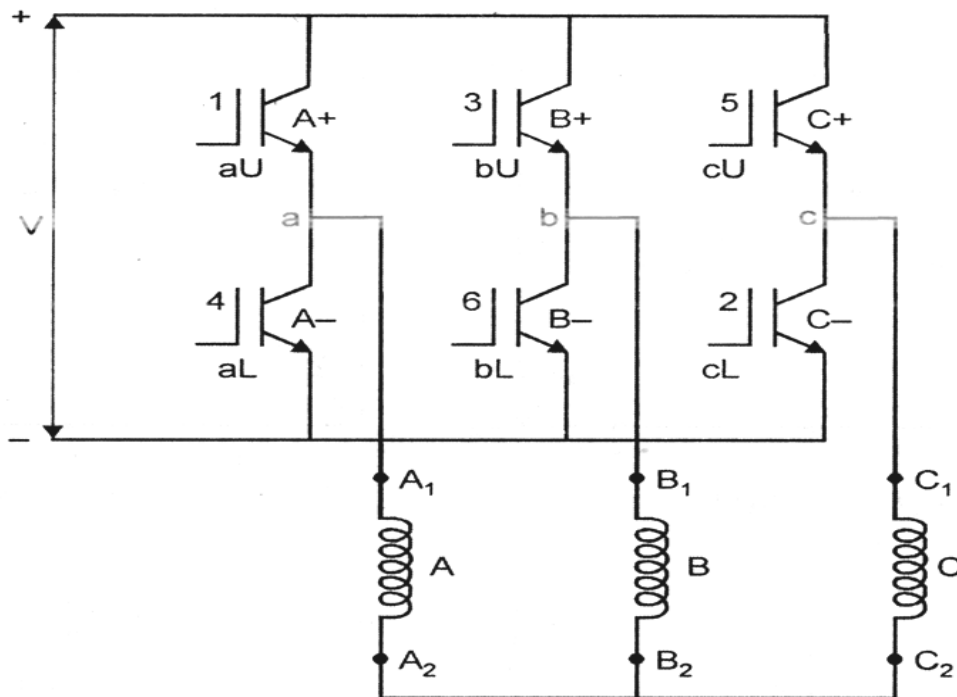 +
1 A+ 3 B+ 5 C+
aU bU cU
V a b c
4 A– 6 B– 2 C–
aL bL cL
–
A₁ B₁ C₁
A B C
A₂ B₂ C₂